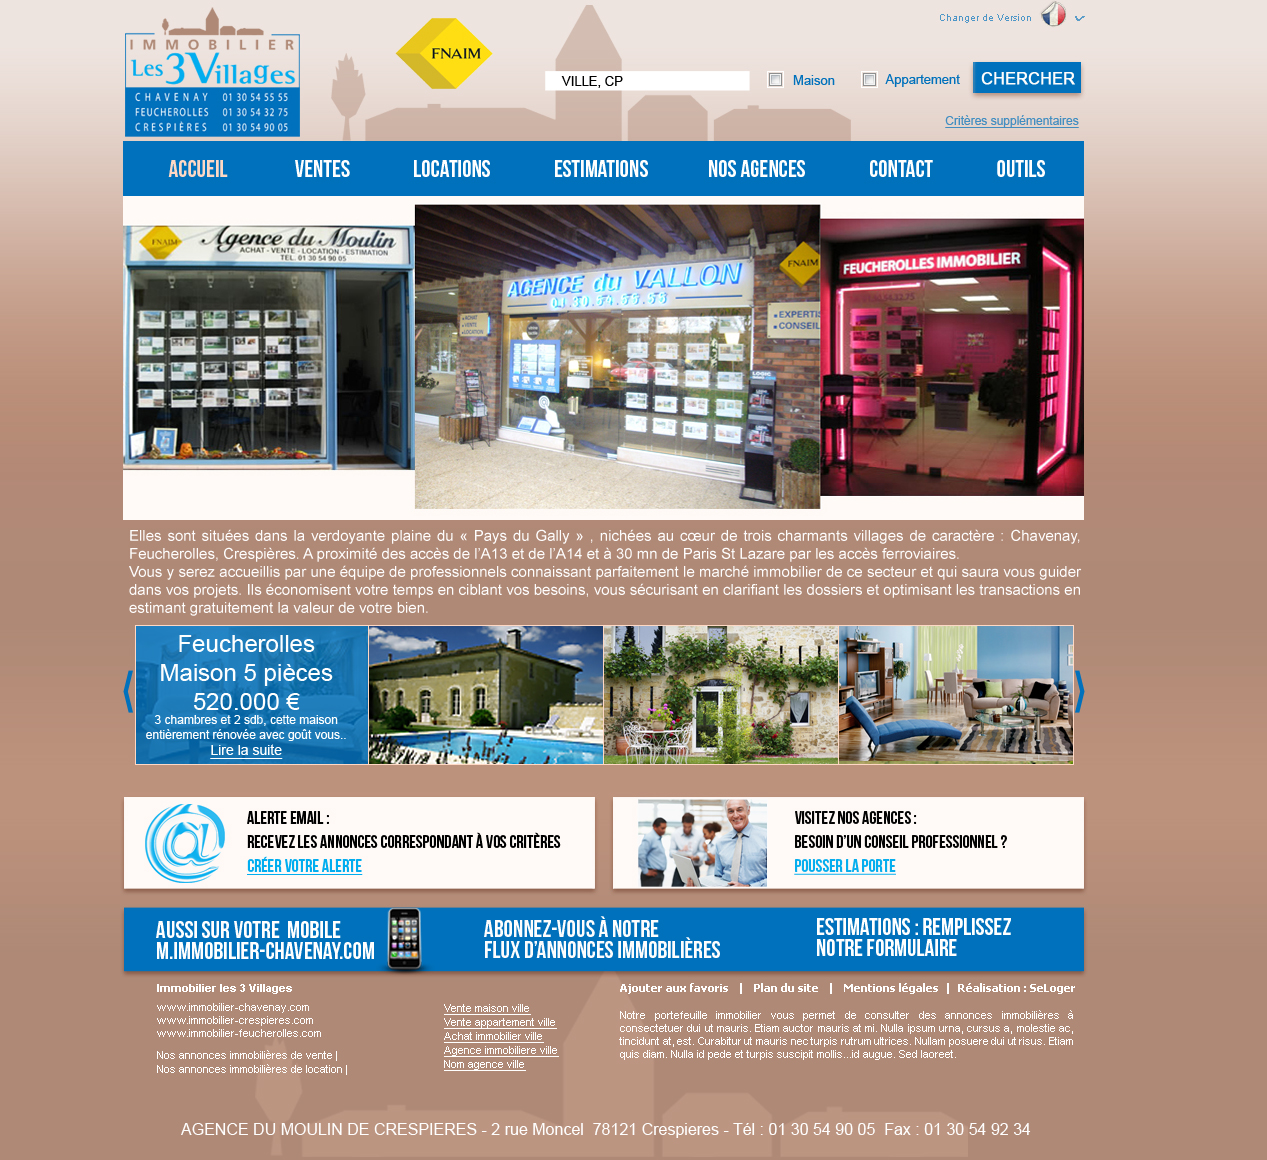 Changer de Version
IMMOBILIER
Les 3 Villages
CHAVENAY 01 30 54 55 55
FEUCHEROLLES 01 30 54 32 75
CRESPIÈRES 01 30 54 90 05
FNAIM
VILLE, CP
Maison
Appartement
CHERCHER
Critères supplémentaires
ACCUEIL VENTES LOCATIONS ESTIMATIONS NOS AGENCES CONTACT OUTILS
FNAIM
Agence du Moulin
ACHAT - VENTE - LOCATION - ESTIMATION
TEL. 01 30 54 90 05
FNAIM
AGENCE du VALLON
01.30.54.55.55
ACHAT
VENTE
LOCATION
EXPERTIS
CONSEIL
FEUCHEROLLES IMMOBILIER
Elles sont situées dans la verdoyante plaine du « Pays du Gally » , nichées au cœur de trois charmants villages de caractère : Chavenay,
Feucherolles, Crespières. A proximité des accès de l'A13 et de l'A14 et à 30 mn de Paris St Lazare par les accès ferroviaires.
Vous y serez accueillis par une équipe de professionnels connaissant parfaitement le marché immobilier de ce secteur et qui saura vous guider
dans vos projets. Ils économisent votre temps en ciblant vos besoins, vous sécurisant en clarifiant les dossiers et optimisant les transactions en
estimant gratuitement la valeur de votre bien.
Feucherolles
Maison 5 pièces
520.000 €
3 chambres et 2 sdb, cette maison
entièrement rénovée avec goût vous..
Lire la suite
ALERTE EMAIL :
RECEVEZ LES ANNONCES CORRESPONDANT À VOS CRITÈRES
CRÉER VOTRE ALERTE
VISITEZ NOS AGENCES :
BESOIN D'UN CONSEIL PROFESSIONNEL ?
POUSSER LA PORTE
AUSSI SUR VOTRE MOBILE
M.IMMOBILIER-CHAVENAY.COM
ABONNEZ-VOUS À NOTRE
FLUX D'ANNONCES IMMOBILIÈRES
ESTIMATIONS : REMPLISSEZ
NOTRE FORMULAIRE
Immobilier les 3 Villages
www.immobilier-chavenay.com
www.immobilier-crespieres.com
www.immobilier-feucherolles.com
Nos annonces immobilières de vente |
Nos annonces immobilières de location |
Vente maison ville
Vente appartement ville
Achat immobilier ville
Agence immobiliere ville
Nom agence ville
Ajouter aux favoris | Plan du site | Mentions légales | Réalisation : SeLoger
Notre portefeuille immobilier vous permet de consulter des annonces immobilières à
consectetuer dui ut mauris. Etiam auctor mauris at mi. Nulla ipsum urna, cursus a, molestie ac,
tincidunt at, est. Curabitur ut mauris nec turpis rutrum ultrices. Nullam posuere dui ut risus. Etiam
quis diam. Nulla id pede et turpis suscipit mollis...id augue. Sed laoreet.
AGENCE DU MOULIN DE CRESPIERES - 2 rue Moncel 78121 Crespieres - Tél : 01 30 54 90 05 Fax : 01 30 54 92 34